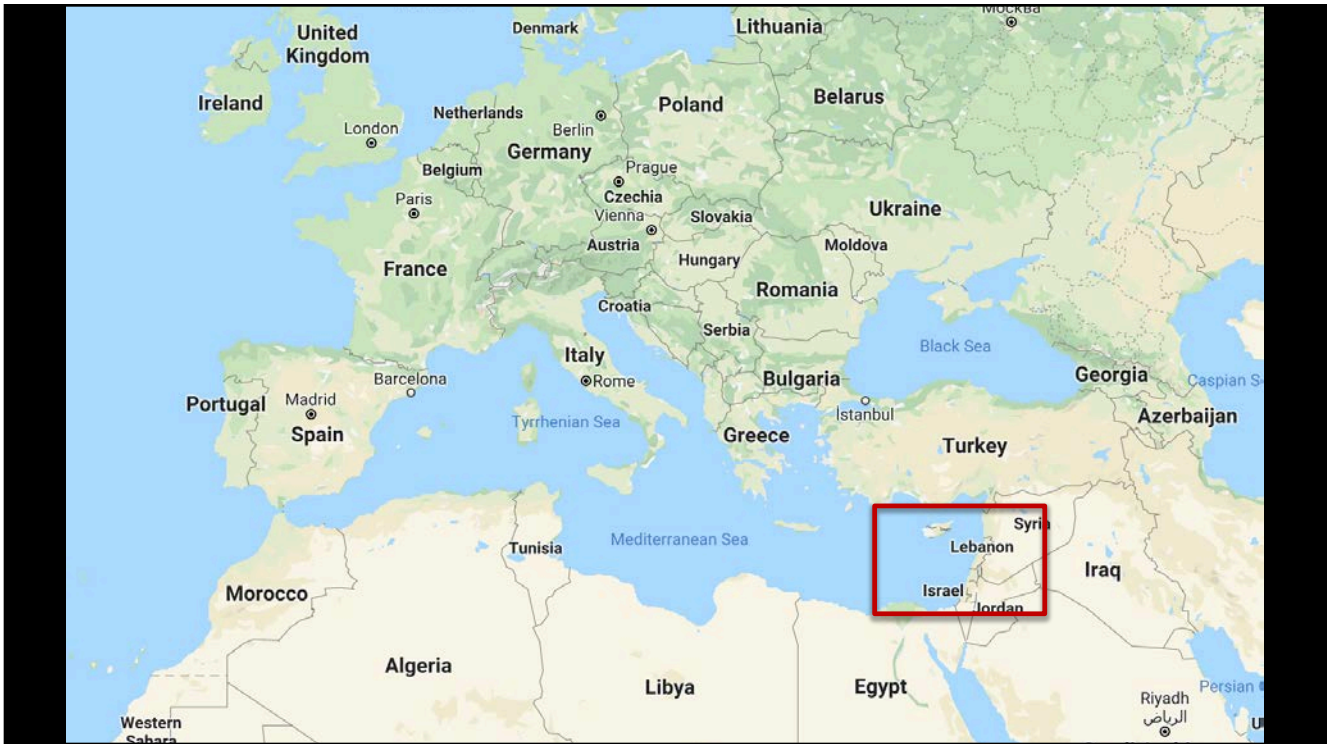 Москва
United
Kingdom
Denmark
Lithuania
Ireland
Netherlands
Poland
Belarus
London
Berlin
Germany
Belgium
Prague
Czechia
Paris
Vienna
Slovakia
Ukraine
Austria
Moldova
Hungary
France
Romania
Croatia
Serbia
Black Sea
Italy
Rome
Barcelona
Bulgaria
Georgia
Caspian S
Portugal
Madrid
Spain
Tyrrhenian Sea
İstanbul
Azerbaijan
Greece
Turkey
Syria
Tunisia
Mediterranean Sea
Lebanon
Iraq
Morocco
Israel
Jordan
Algeria
Libya
Egypt
Persian
Riyadh
الرياض
Western
Sahara
U